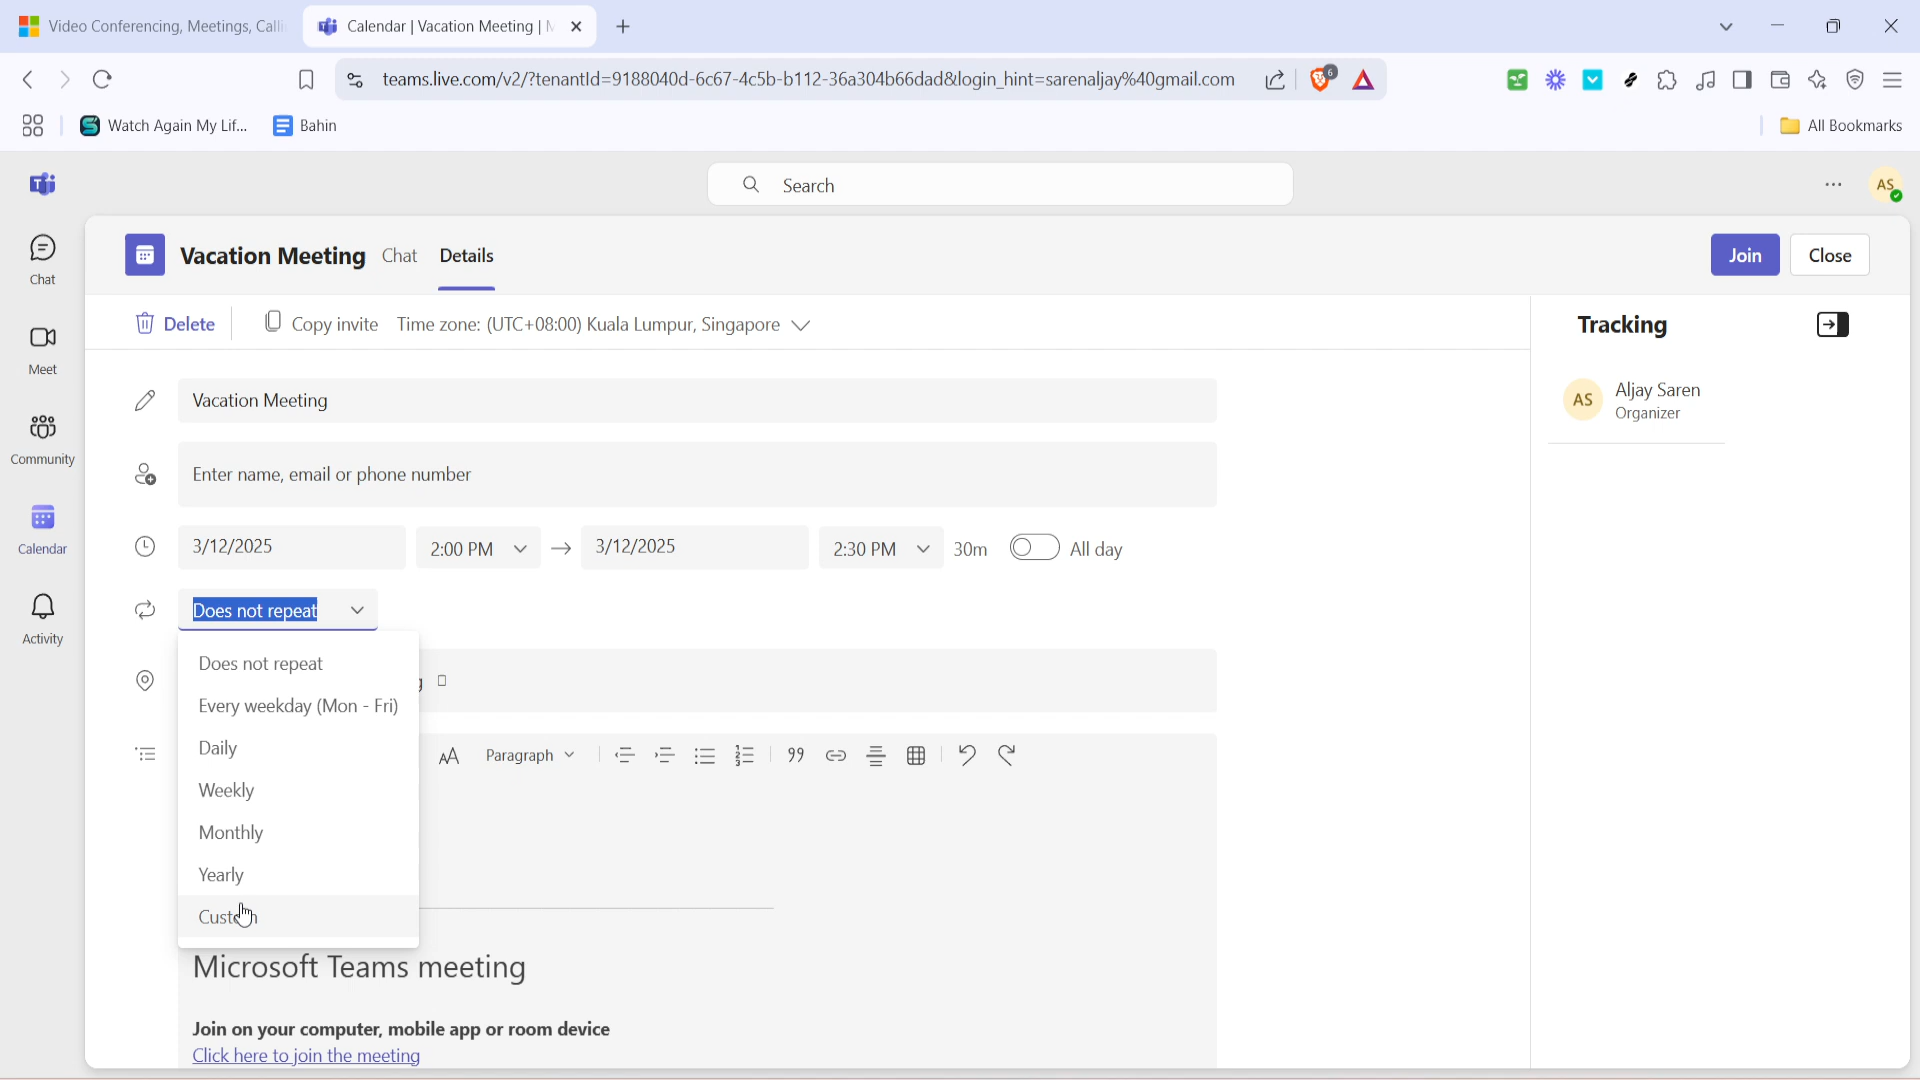 Video Conferencing, Meetings, Calli
Calendar | Vacation Meeting | M
teams.live.com/v2/?tenantId=9188040d-6c67-4c5b-b112-36a304b66dad&login_hint=sarenaljay%40gmail.com
6
Watch Again My Lif...
Bahin
All Bookmarks
Search
AS
Chat
Meet
Community
Calendar
Activity
Vacation Meeting
Chat
Details
Join
Close
Delete
Copy invite
Time zone: (UTC+08:00) Kuala Lumpur, Singapore
Tracking
AS
Aljay Saren
Organizer
Vacation Meeting
Enter name, email or phone number
3/12/2025
2:00 PM
3/12/2025
2:30 PM
30m
All day
Does not repeat
Does not repeat
Every weekday (Mon - Fri)
Daily
Weekly
Monthly
Yearly
Custom
g
AA
Paragraph
Microsoft Teams meeting
Join on your computer, mobile app or room device
Click here to join the meeting